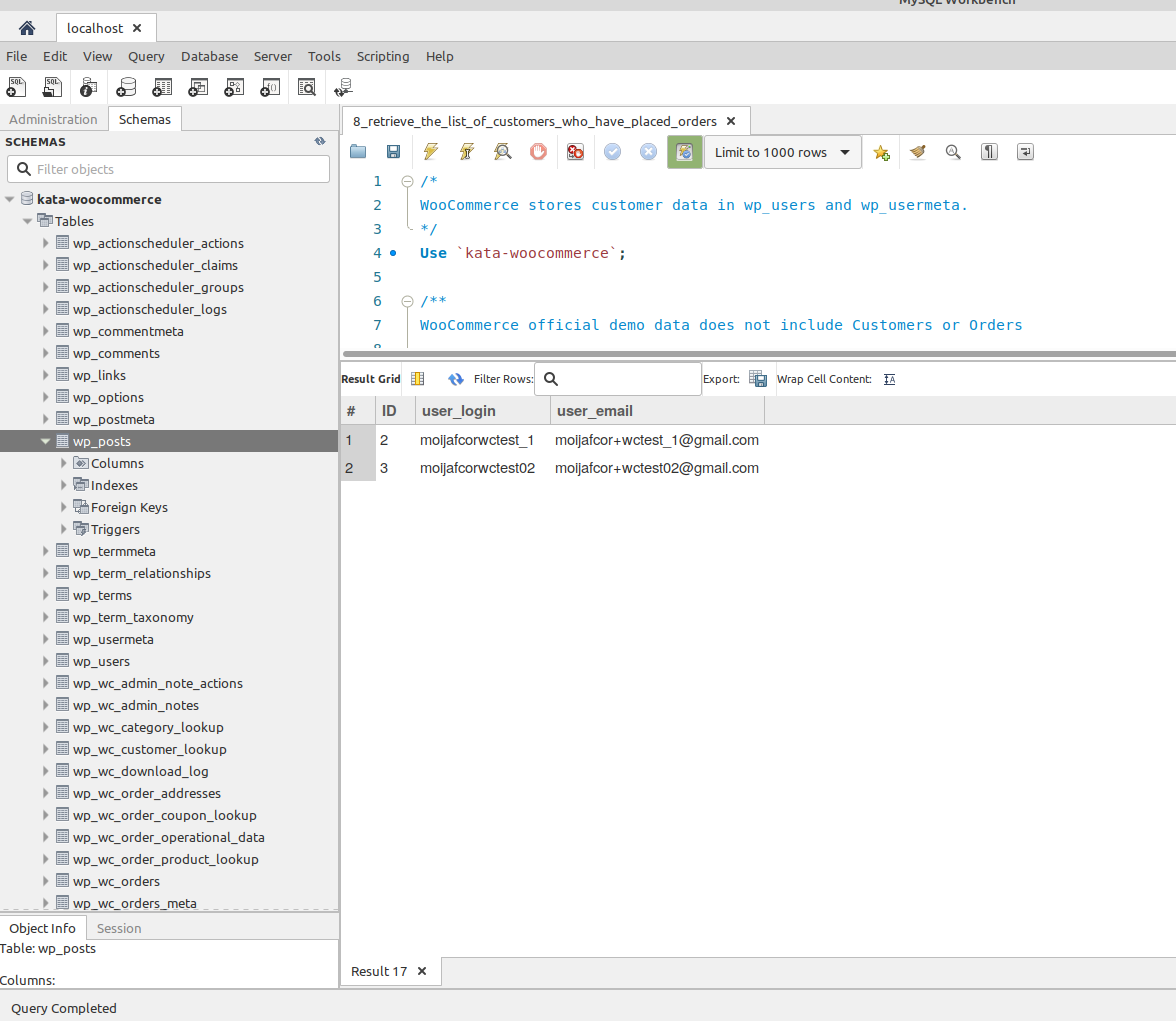 MySQL Workbench
localhost
File Edit View Query Database Server Tools Scripting Help
Administration Schemas
SCHEMAS
Filter objects
kata-woocommerce
Tables
wp_actionscheduler_actions
wp_actionscheduler_claims
wp_actionscheduler_groups
wp_actionscheduler_logs
wp_commentmeta
wp_comments
wp_links
wp_options
wp_postmeta
wp_posts
Columns
Indexes
Foreign Keys
Triggers
wp_termmeta
wp_term_relationships
wp_terms
wp_term_taxonomy
wp_usermeta
wp_users
wp_wc_admin_note_actions
wp_wc_admin_notes
wp_wc_category_lookup
wp_wc_customer_lookup
wp_wc_download_log
wp_wc_order_addresses
wp_wc_order_coupon_lookup
wp_wc_order_operational_data
wp_wc_order_product_lookup
wp_wc_orders
wp_wc_orders_meta
Object Info Session
Table: wp_posts
Columns:
8_retrieve_the_list_of_customers_who_have_placed_orders
Limit to 1000 rows
1 /*
2 WooCommerce stores customer data in wp_users and wp_usermeta.
3 */
4 Use `kata-woocommerce`;
5
6 /**
7 WooCommerce official demo data does not include Customers or Orders
8
Result Grid Filter Rows: Export: Wrap Cell Content:
# ID user_login user_email
1 2 moljafcorwctest_1 moljafcor+wctest_1@gmail.com
2 3 moljafcorwctest02 moljafcor+wctest02@gmail.com
Result 17
Query Completed